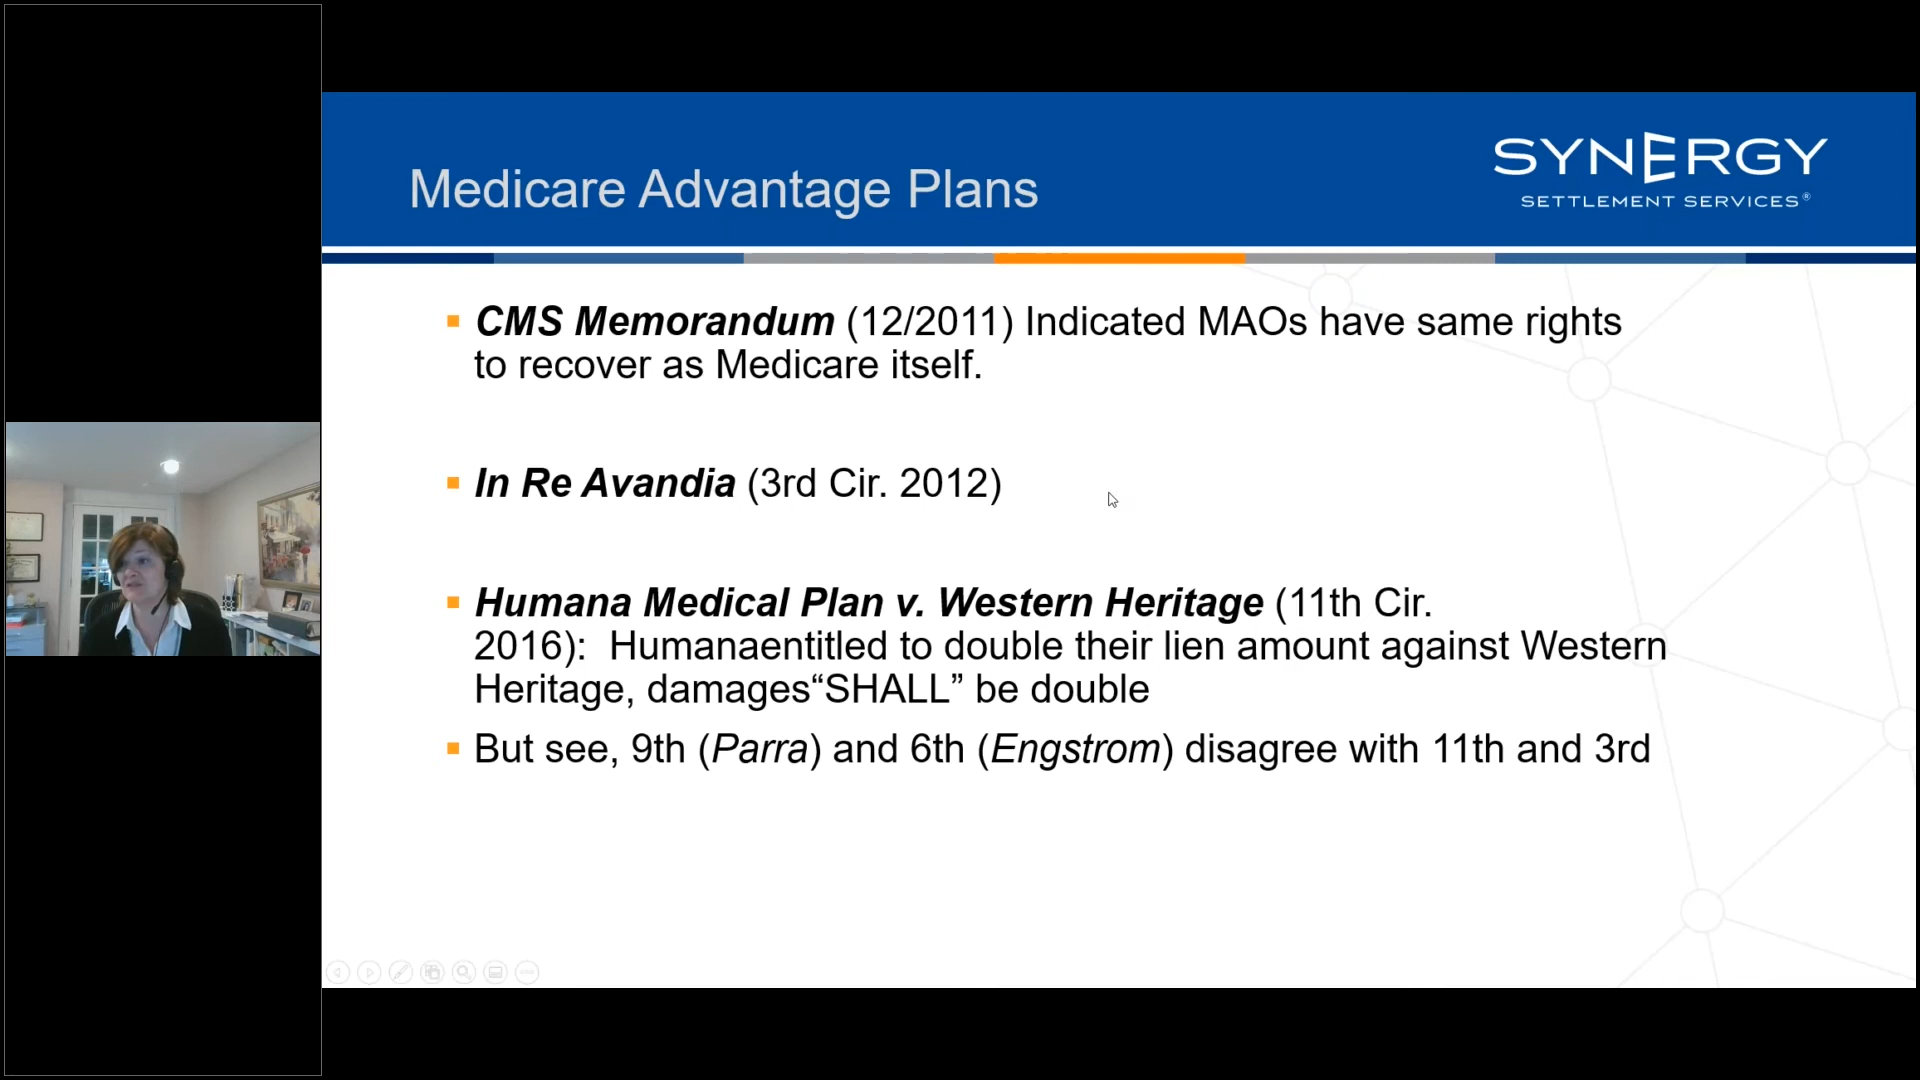 Medicare Advantage Plans
SYNERGY
SETTLEMENT SERVICES®
CMS Memorandum (12/2011) Indicated MAOs have same rights
to recover as Medicare itself.
In Re Avandia (3rd Cir. 2012)
Humana Medical Plan v. Western Heritage (11th Cir.
2016):  Humanaentitled to double their lien amount against Western
Heritage, damages“SHALL” be double
But see, 9th (Parra) and 6th (Engstrom) disagree with 11th and 3rd